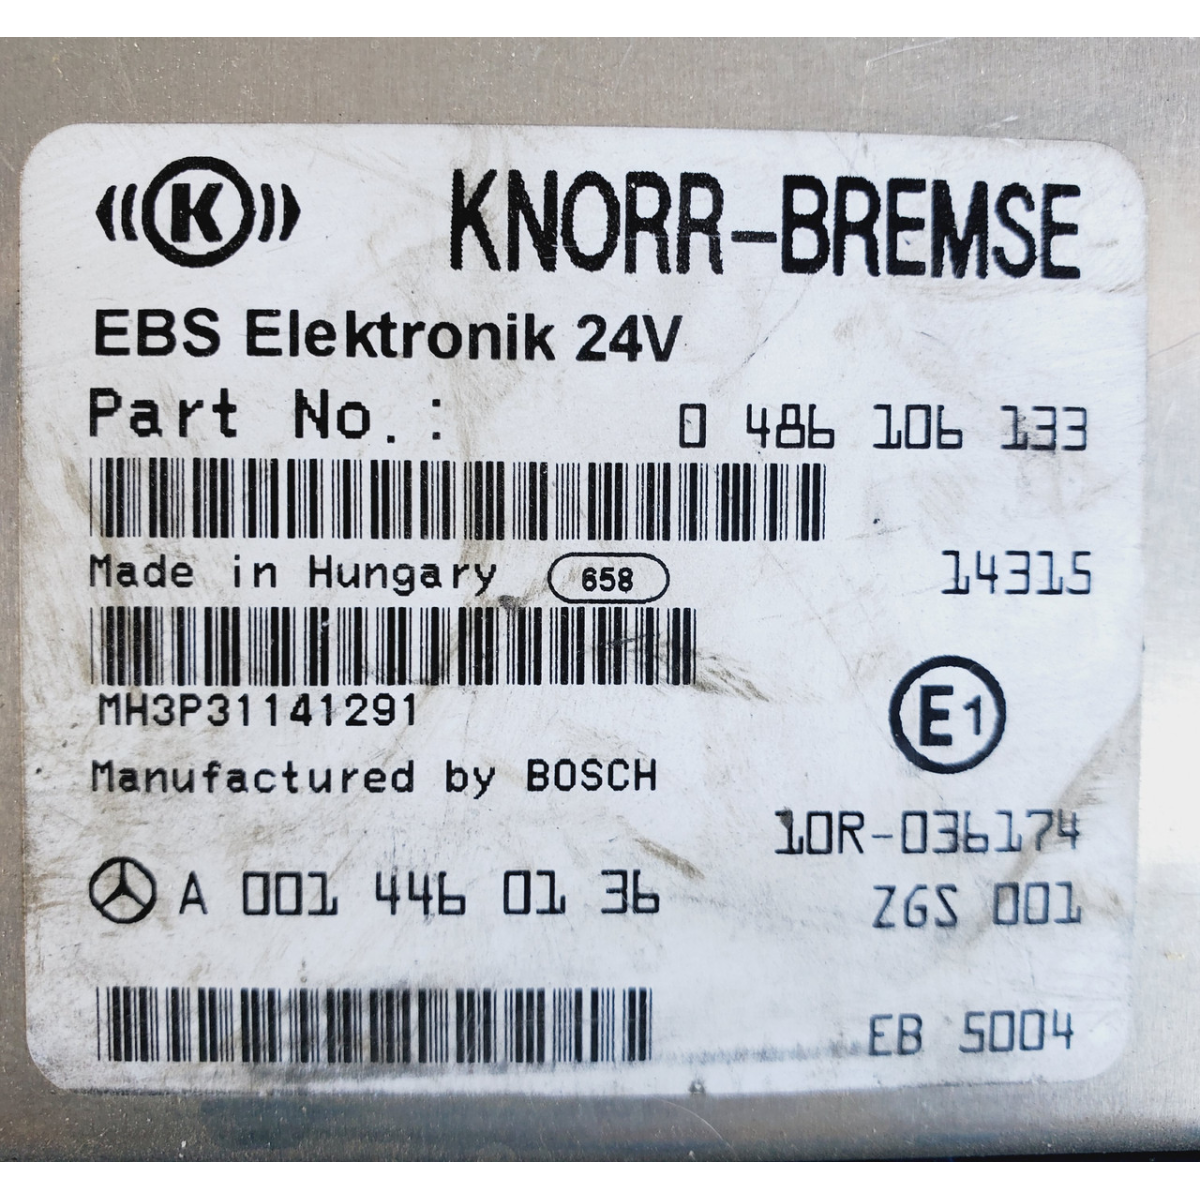 K KNORR-BREMSE
EBS Elektronik 24V
Part No.: 0 486 106 133
Made in Hungary 658 14315
MH3P31141291
E1
Manufactured by BOSCH
10R-036174
A 001 446 01 36
ZGS 001
EB 5004